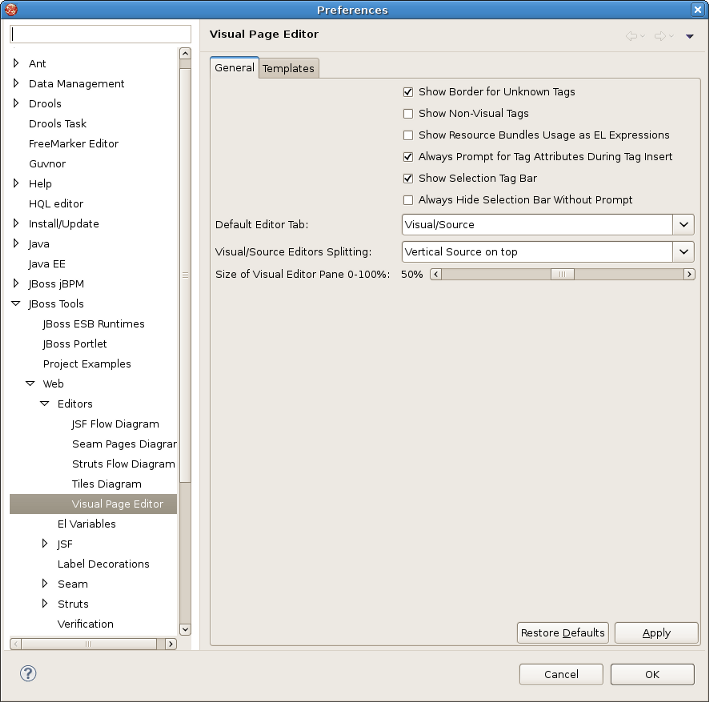 Preferences
Visual Page Editor
Ant
Data Management
Drools
Drools Task
FreeMarker Editor
Guvnor
Help
HQL editor
Install/Update
Java
Java EE
JBoss jBPM
JBoss Tools
JBoss ESB Runtimes
JBoss Portlet
Project Examples
Web
Editors
JSF Flow Diagram
Seam Pages Diagram
Struts Flow Diagram
Tiles Diagram
Visual Page Editor
El Variables
JSF
Label Decorations
Seam
Struts
Verification
General Templates
Show Border for Unknown Tags
Show Non-Visual Tags
Show Resource Bundles Usage as EL Expressions
Always Prompt for Tag Attributes During Tag Insert
Show Selection Tag Bar
Always Hide Selection Bar Without Prompt
Default Editor Tab: Visual/Source
Visual/Source Editors Splitting: Vertical Source on top
Size of Visual Editor Pane 0-100%: 50%
Restore Defaults Apply
? Cancel OK